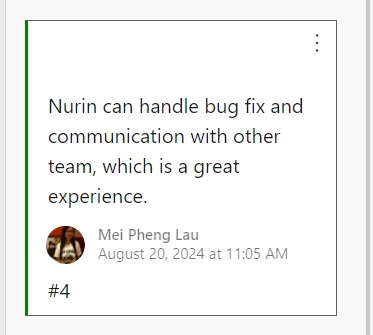 Nurin can handle bug fix and
communication with other
team, which is a great
experience.
Mei Pheng Lau
August 20, 2024 at 11:05 AM
#4